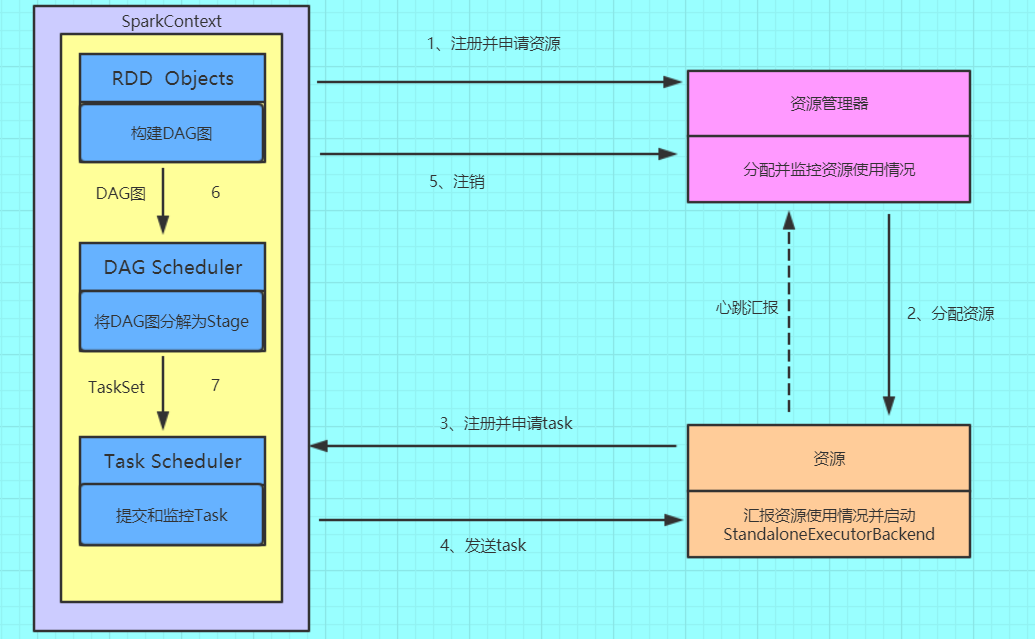 SparkContext
RDD Objects
构建DAG图
DAG图
6
DAG Scheduler
将DAG图分解为Stage
TaskSet
7
Task Scheduler
提交和监控Task
1、注册并申请资源
5、注销
资源管理器
分配并监控资源使用情况
心跳汇报
2、分配资源
3、注册并申请task
4、发送task
资源
汇报资源使用情况并启动
StandaloneExecutorBackend